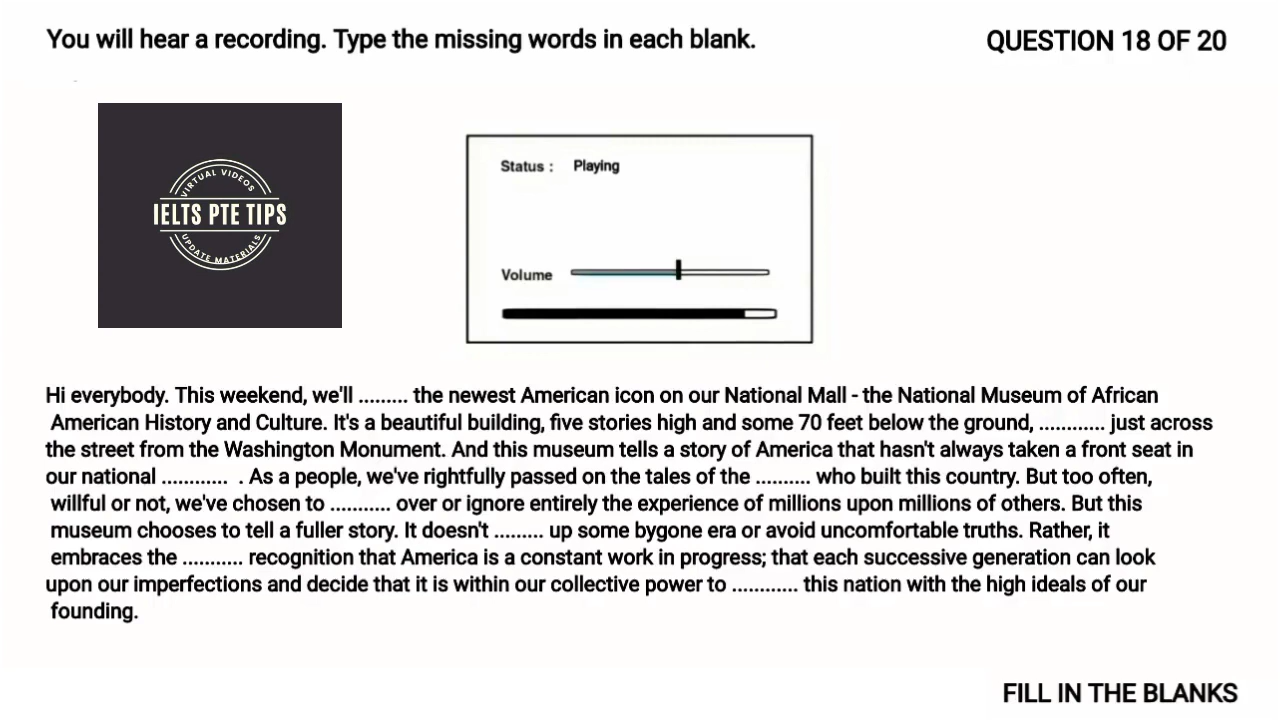 You will hear a recording. Type the missing words in each blank.
QUESTION 18 OF 20
VIRTUAL VIDEOS
IELTS PTE TIPS
UPDATE MATERIALS
Status : Playing
Volume
Hi everybody. This weekend, we'll ......... the newest American icon on our National Mall - the National Museum of African
American History and Culture. It's a beautiful building, five stories high and some 70 feet below the ground, ............ just across
the street from the Washington Monument. And this museum tells a story of America that hasn't always taken a front seat in
our national ............ . As a people, we've rightfully passed on the tales of the .......... who built this country. But too often,
willful or not, we've chosen to ........... over or ignore entirely the experience of millions upon millions of others. But this
museum chooses to tell a fuller story. It doesn't ......... up some bygone era or avoid uncomfortable truths. Rather, it
embraces the ........... recognition that America is a constant work in progress; that each successive generation can look
upon our imperfections and decide that it is within our collective power to ............ this nation with the high ideals of our
founding.
FILL IN THE BLANKS